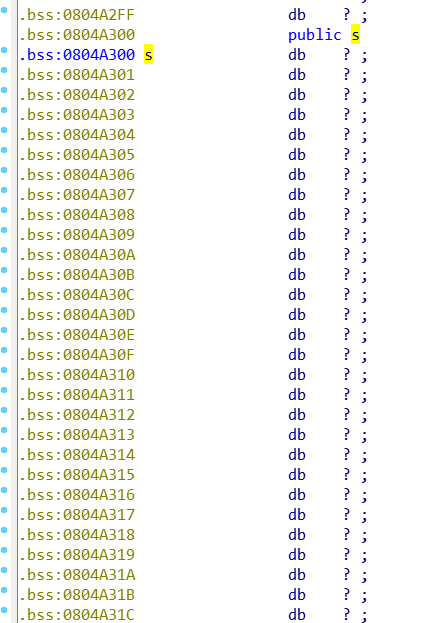 .bss:0804A2FF db ? ;
.bss:0804A300 public s
.bss:0804A300 s db ? ;
.bss:0804A301 db ? ;
.bss:0804A302 db ? ;
.bss:0804A303 db ? ;
.bss:0804A304 db ? ;
.bss:0804A305 db ? ;
.bss:0804A306 db ? ;
.bss:0804A307 db ? ;
.bss:0804A308 db ? ;
.bss:0804A309 db ? ;
.bss:0804A30A db ? ;
.bss:0804A30B db ? ;
.bss:0804A30C db ? ;
.bss:0804A30D db ? ;
.bss:0804A30E db ? ;
.bss:0804A30F db ? ;
.bss:0804A310 db ? ;
.bss:0804A311 db ? ;
.bss:0804A312 db ? ;
.bss:0804A313 db ? ;
.bss:0804A314 db ? ;
.bss:0804A315 db ? ;
.bss:0804A316 db ? ;
.bss:0804A317 db ? ;
.bss:0804A318 db ? ;
.bss:0804A319 db ? ;
.bss:0804A31A db ? ;
.bss:0804A31B db ? ;
.bss:0804A31C db ? ;